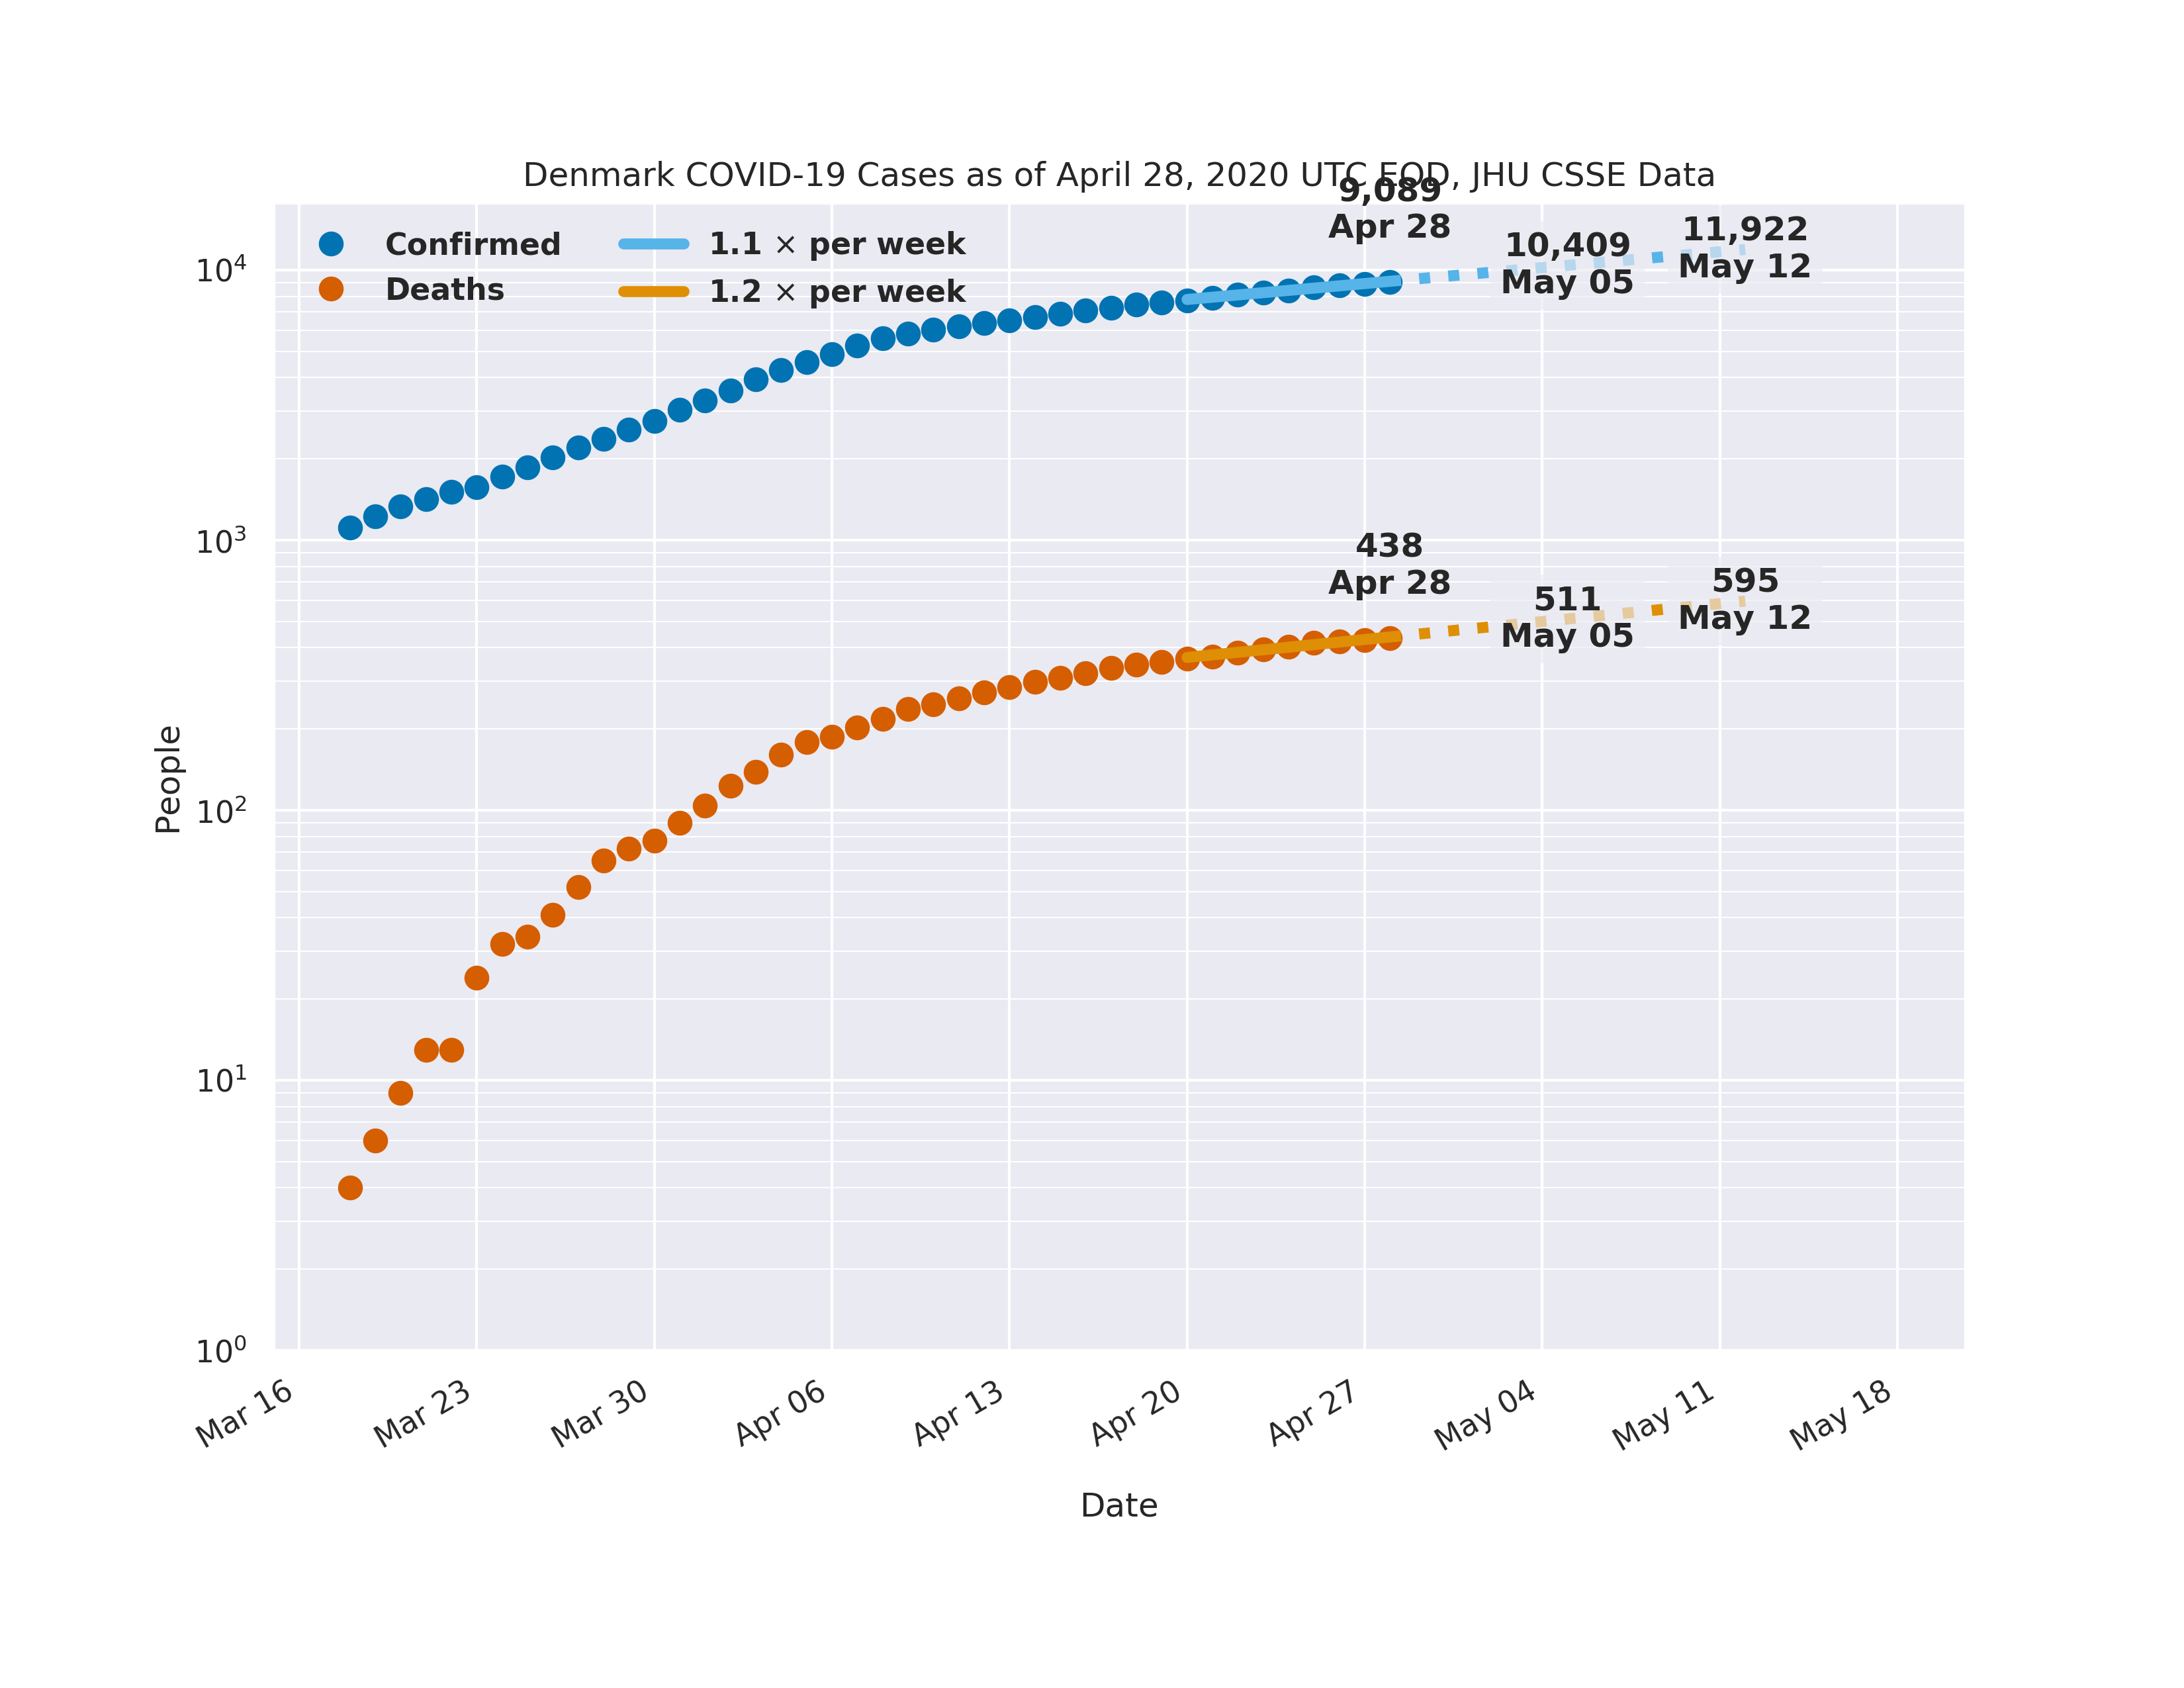 Denmark COVID-19 Cases as of April 28, 2020 UTC EOD, JHU CSSE Data
9,089
Apr 28
10,409
May 05
11,922
May 12
Confirmed
Deaths
1.1 × per week
1.2 × per week
438
Apr 28
511
May 05
595
May 12
People
10⁴
10³
10²
10¹
10⁰
Mar 16
Mar 23
Mar 30
Apr 06
Apr 13
Apr 20
Apr 27
May 04
May 11
May 18
Date